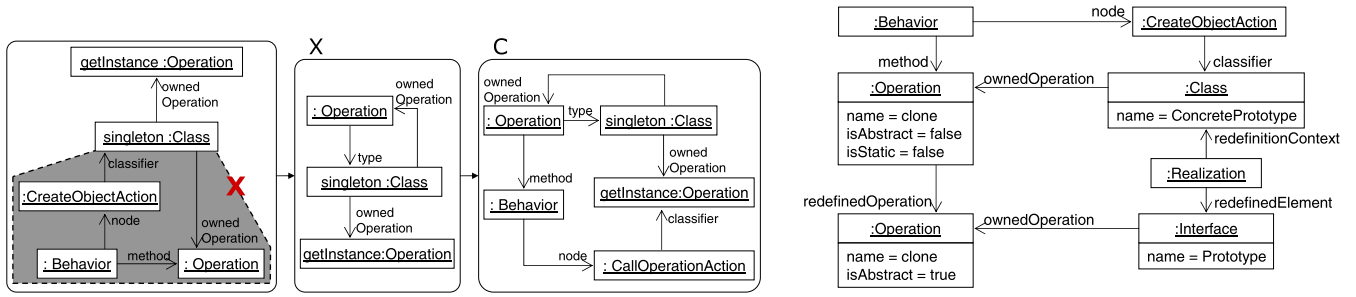 getInstance :Operation
owned
Operation
singleton :Class
classifier
X
:CreateObjectAction
node
owned
Operation
: Behavior
method
: Operation
X
owned
Operation
: Operation
type
singleton :Class
owned
Operation
getInstance:Operation
C
owned
Operation
: Operation
type
singleton :Class
method
owned
Operation
: Behavior
getInstance:Operation
classifier
node
: CallOperationAction
:Behavior
node
:CreateObjectAction
method
classifier
:Operation
name = clone
isAbstract = false
isStatic = false
ownedOperation
:Class
name = ConcretePrototype
redefinitionContext
:Realization
redefinedOperation
redefinedElement
:Operation
name = clone
isAbstract = true
ownedOperation
:Interface
name = Prototype